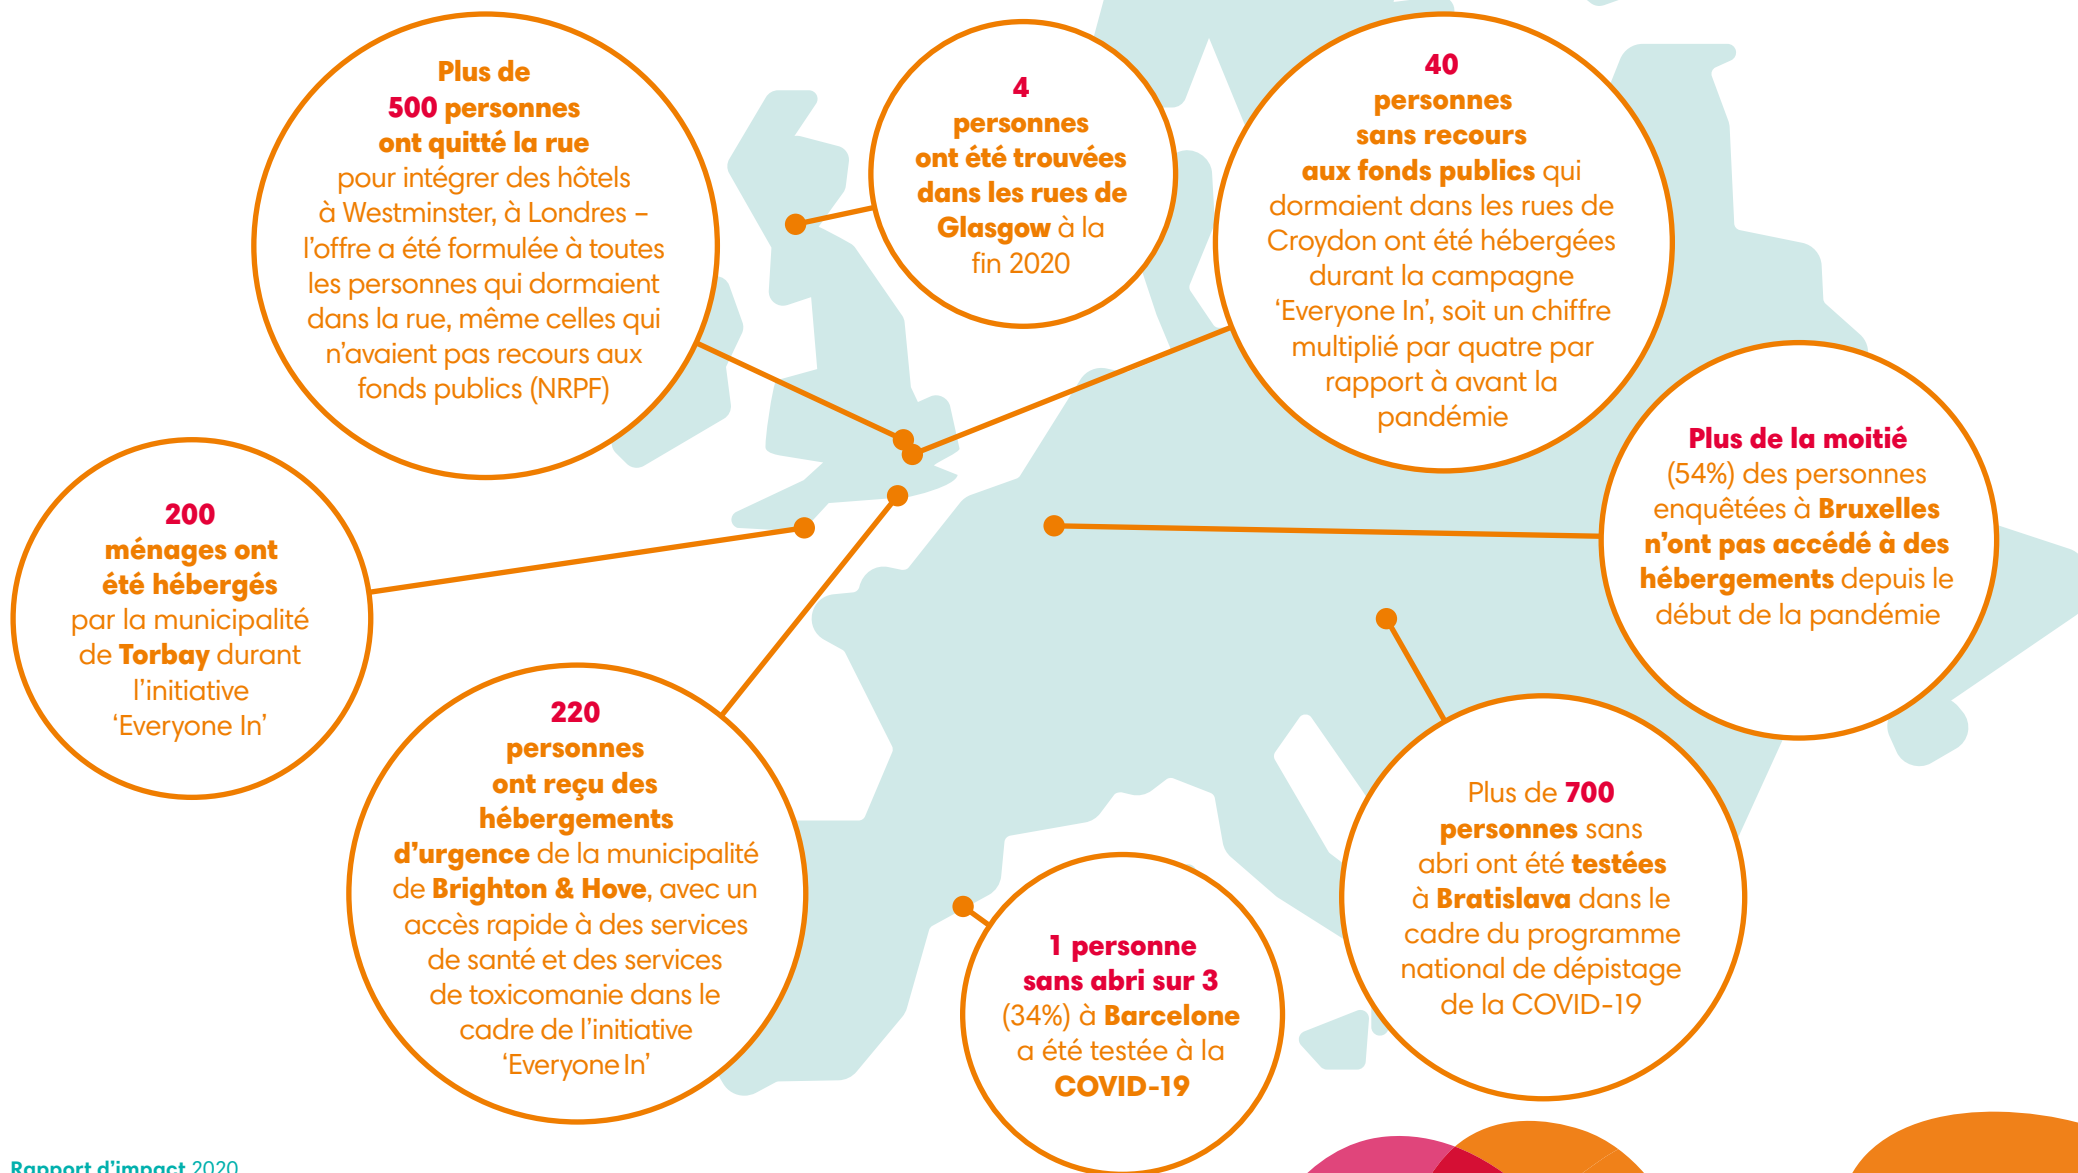 Plus de
500 personnes
ont quitté la rue
pour intégrer des hôtels
à Westminster, à Londres –
l’offre a été formulée à toutes
les personnes qui dormaient
dans la rue, même celles qui
n’avaient pas recours aux
fonds publics (NRPF)
4
personnes
ont été trouvées
dans les rues de
Glasgow à la
fin 2020
40
personnes
sans recours
aux fonds publics qui
dormaient dans les rues de
Croydon ont été hébergées
durant la campagne
‘Everyone In’, soit un chiffre
multiplié par quatre par
rapport à avant la
pandémie
Plus de la moitié
(54%) des personnes
enquêtées à Bruxelles
n’ont pas accédé à des
hébergements depuis le
début de la pandémie
200
ménages ont
été hébergés
par la municipalité
de Torbay durant
l’initiative
‘Everyone In’
220
personnes
ont reçu des
hébergements
d’urgence de la municipalité
de Brighton & Hove, avec un
accès rapide à des services
de santé et des services
de toxicomanie dans le
cadre de l’initiative
‘Everyone In’
1 personne
sans abri sur 3
(34%) à Barcelone
a été testée à la
COVID-19
Plus de 700
personnes sans
abri ont été testées
à Bratislava dans le
cadre du programme
national de dépistage
de la COVID-19
Rapport d’impact 2020